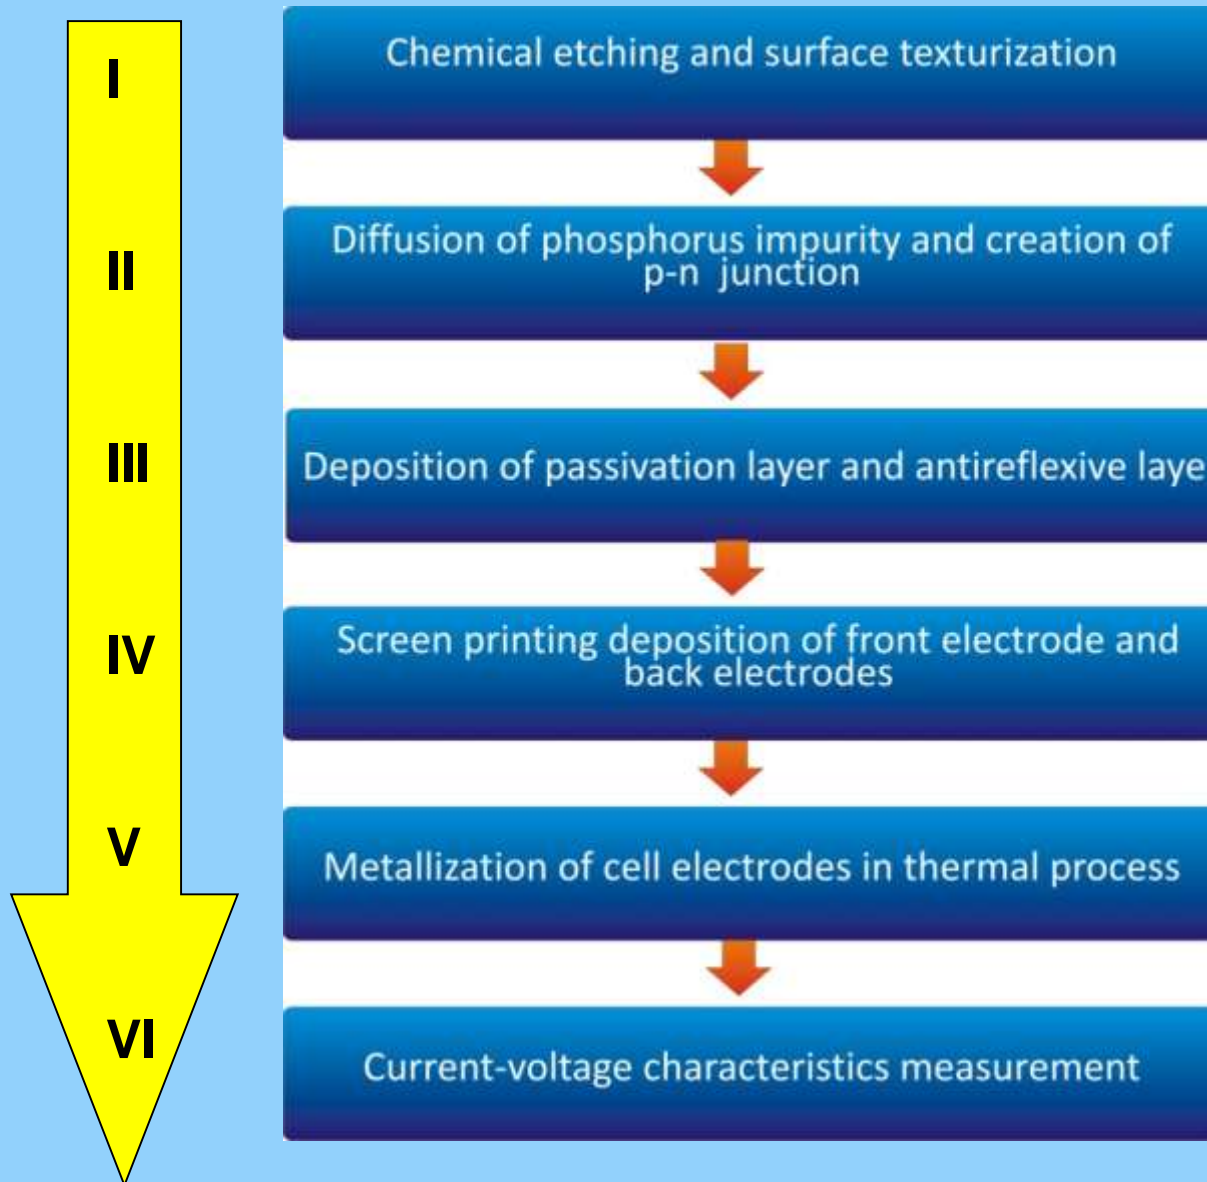 I
Chemical etching and surface texturization
II
Diffusion of phosphorus impurity and creation of
p-n junction
III
Deposition of passivation layer and antireflexive laye
IV
Screen printing deposition of front electrode and
back electrodes
V
Metallization of cell electrodes in thermal process
VI
Current-voltage characteristics measurement